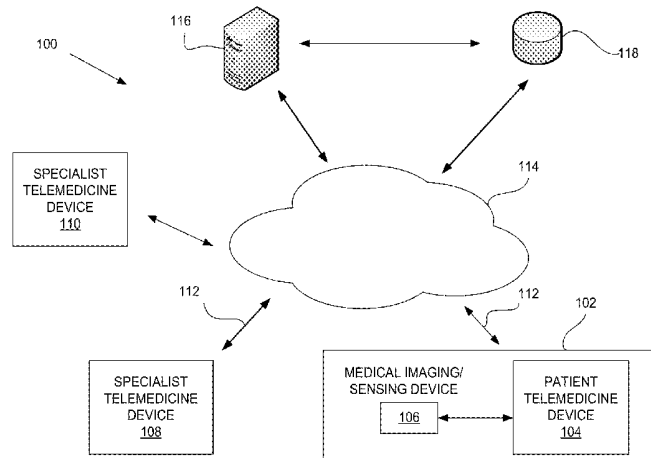 116
100
118
SPECIALIST
TELEMEDICINE
DEVICE
110
114
112
112
102
SPECIALIST
TELEMEDICINE
DEVICE
108
MEDICAL IMAGING/
SENSING DEVICE
106
PATIENT
TELEMEDICINE
DEVICE
104